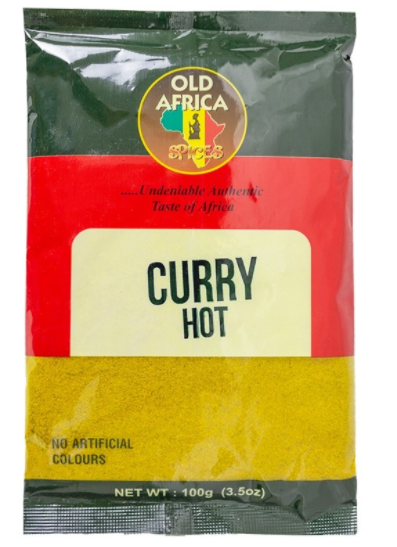 OLD
AFRICA
SPICES
.....Undeniable Authentic
Taste of Africa
CURRY
HOT
NO ARTIFICIAL
COLOURS
NET WT : 100g (3.5oz)